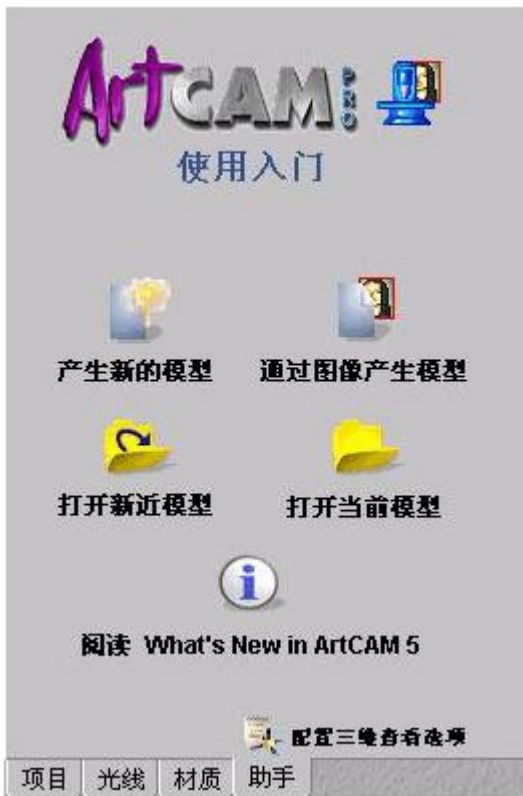 ArtCAM PRO
使用入门
产生新的模型 通过图像产生模型
打开新近模型 打开当前模型
阅读 What's New in ArtCAM 5
配置三维查看选项
项目 光线 材质 助手